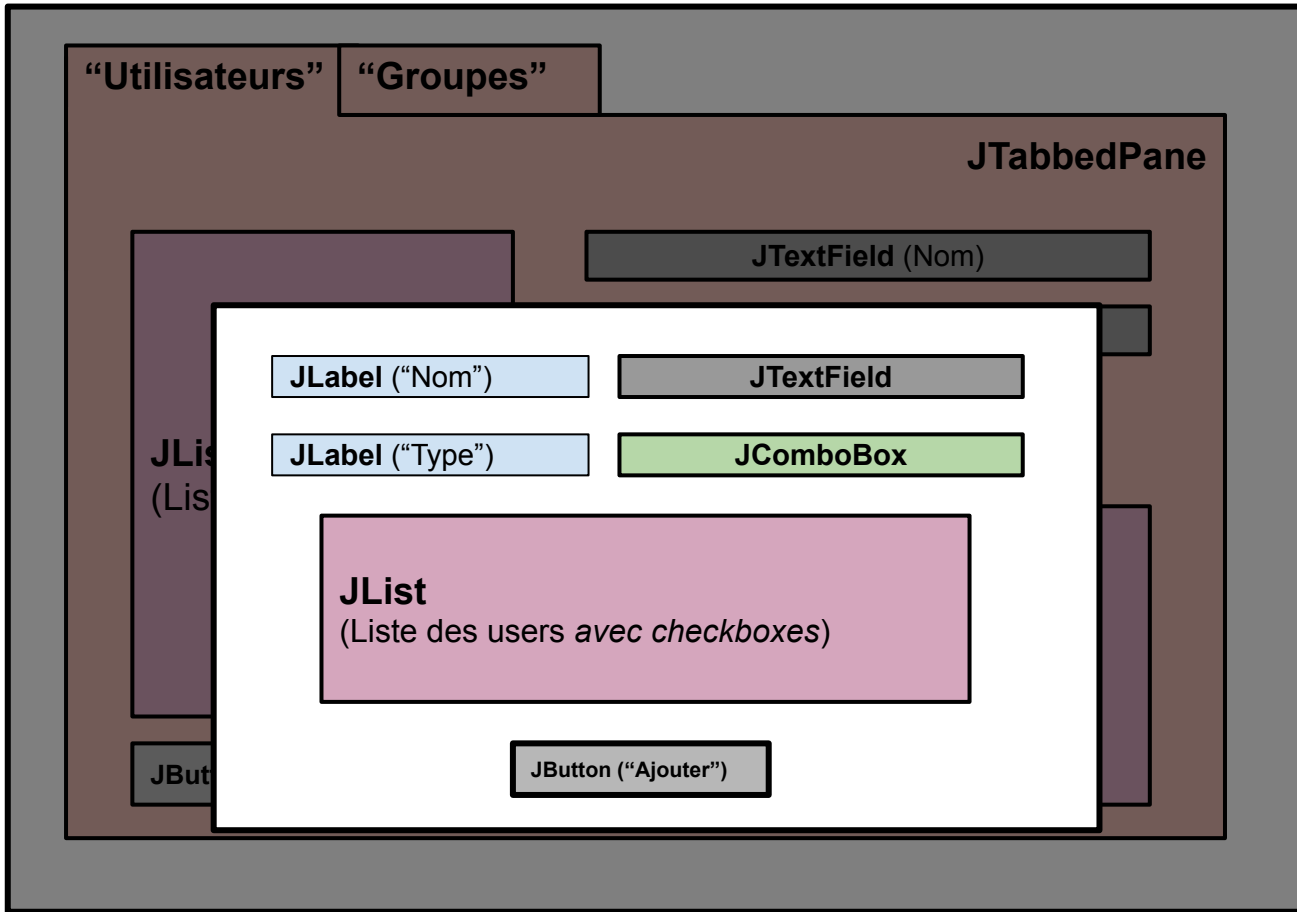 “Utilisateurs”
“Groupes”
JTabbedPane
JTextField (Nom)
JLabel (“Nom”)
JTextField
JLabel (“Type”)
JComboBox
JList
(Liste des users avec checkboxes)
JButton (“Ajouter”)